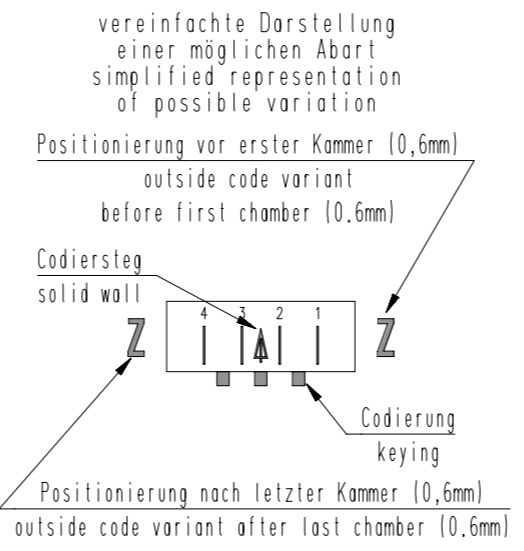 vereinfachte Darstellung
einer möglichen Abart
simplified representation
of possible variation
Positionierung vor erster Kammer (0,6mm)
outside code variant
before first chamber (0.6mm)
Codiersteg
solid wall
4 3 2 1
Z Z
Codierung
keying
Positionierung nach letzter Kammer (0,6mm)
outside code variant after last chamber (0.6mm)